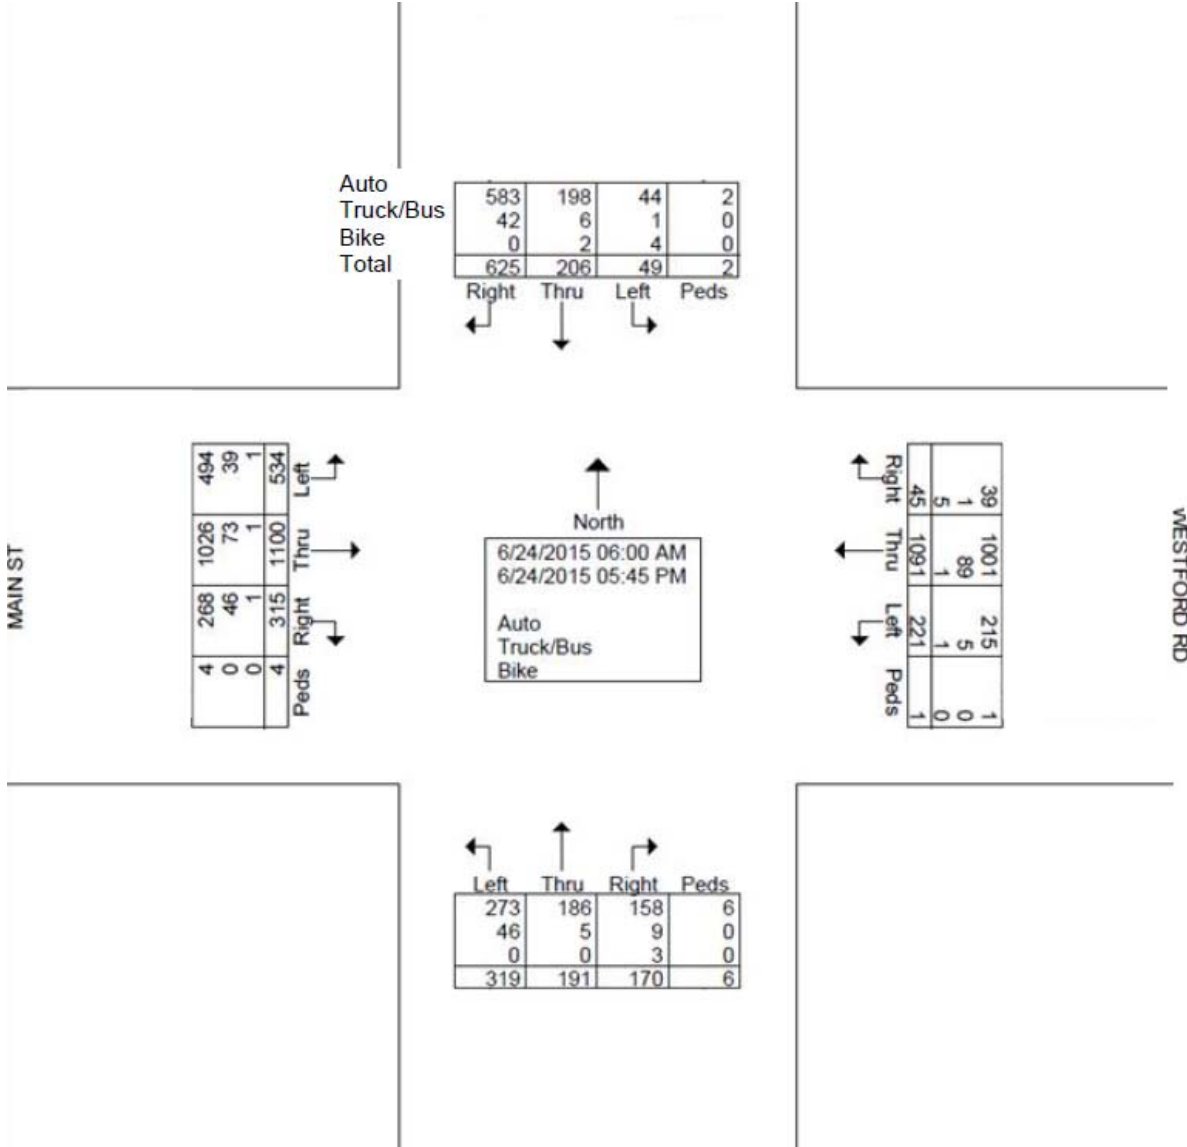 Auto
Truck/Bus
Bike
Total
583 198 44 2
42 6 1 0
0 2 4 0
625 206 49 2
Right Thru Left Peds
MAIN ST
494 39 1 534 Left
1026 73 1 1100 Thru
268 46 1 315 Right
4 0 0 4 Peds
North
6/24/2015 06:00 AM
6/24/2015 05:45 PM
Auto
Truck/Bus
Bike
Right 45 5 1 39
Thru 1091 1 89 1001
Left 221 1 5 215
Peds 1 0 0 1
WESTFORD RD
Left Thru Right Peds
273 186 158 6
46 5 9 0
0 0 3 0
319 191 170 6